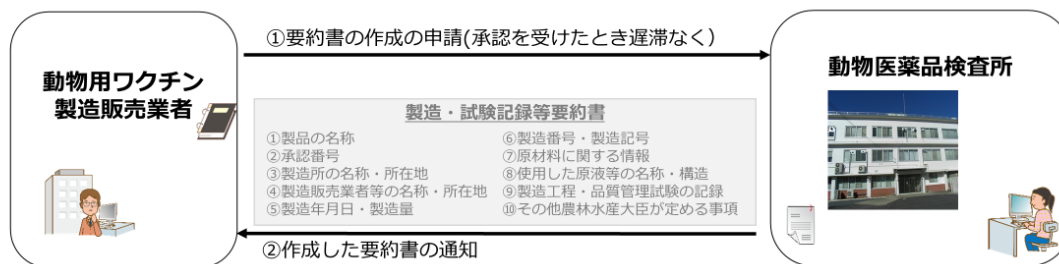 ①要約書の作成の申請(承認を受けたとき遅滞なく）
動物用ワクチン
製造販売業者
動物医薬品検査所
製造・試験記録等要約書
①製品の名称
②承認番号
③製造所の名称・所在地
④製造販売業者等の名称・所在地
⑤製造年月日・製造量
⑥製造番号・製造記号
⑦原材料に関する情報
⑧使用した原液等の名称・構造
⑨製造工程・品質管理試験の記録
⑩その他農林水産大臣が定める事項
②作成した要約書の通知